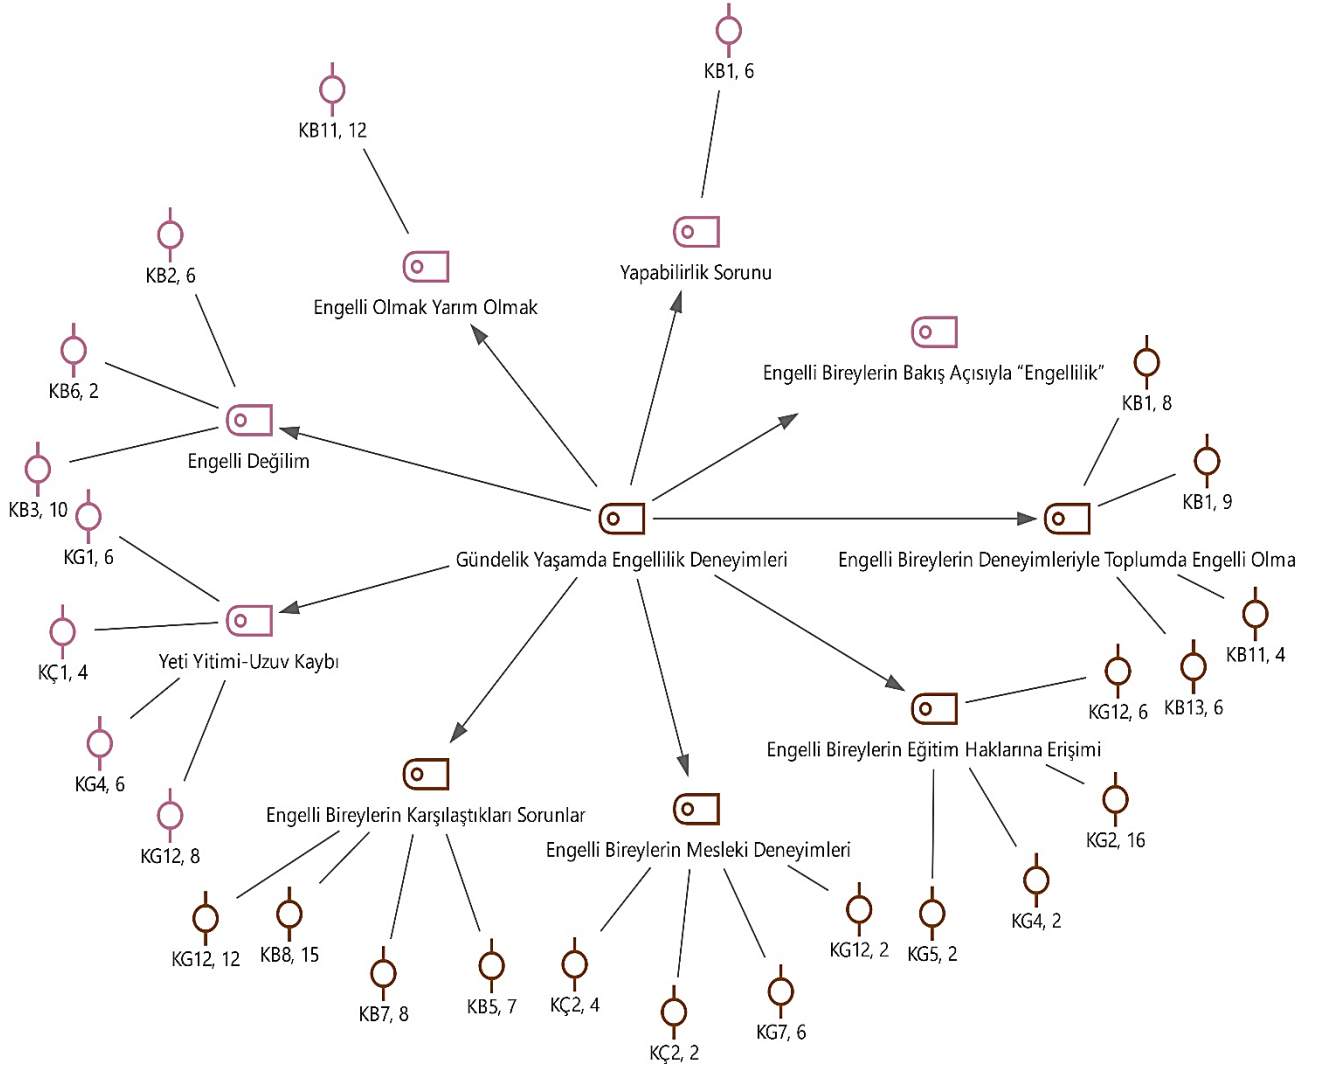 KB1, 6
KB11, 12
KB2, 6
Yapabilirlik Sorunu
Engelli Olmak Yarım Olmak
Engelli Bireylerin Bakış Açısıyla “Engellilik”
KB6, 2
KB1, 8
Engelli Değilim
KB3, 10
KB1, 9
KG1, 6
Gündelik Yaşamda Engellilik Deneyimleri
Engelli Bireylerin Deneyimleriyle Toplumda Engelli Olma
KÇ1, 4
Yeti Yitimi-Uzuv Kaybı
KB11, 4
KG12, 6
KB13, 6
Engelli Bireylerin Eğitim Haklarına Erişimi
KG4, 6
Engelli Bireylerin Karşılaştıkları Sorunlar
KG2, 16
KG12, 8
Engelli Bireylerin Mesleki Deneyimleri
KG4, 2
KG12, 12
KB8, 15
KG12, 2
KG5, 2
KB7, 8
KB5, 7
KÇ2, 4
KG7, 6
KÇ2, 2